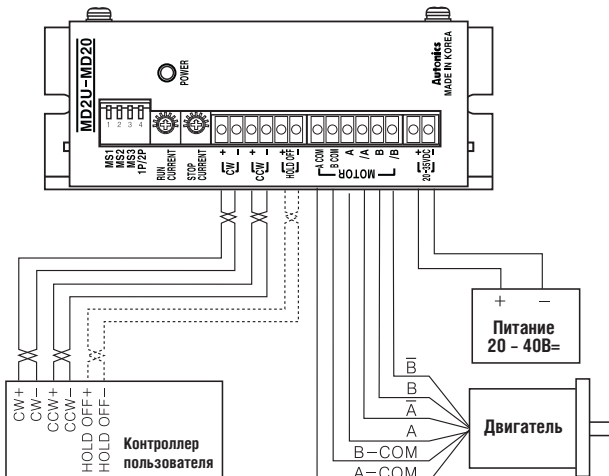 MD2U-MD20
POWER
Autonics
MADE IN KOREA
1 2 3 4
MS1
MS2
MS3
1P/2P
RUN
CURRENT
STOP
CURRENT
+ -
CW
+ -
CCW
+ -
HOLD OFF
A COM
B COM
A
/A
B
/B
MOTOR
+ -
20-35VDC
+ -
Питание
20 - 40В=
CW+
CW-
CCW+
CCW-
HOLD OFF+
HOLD OFF-
Контроллер
пользователя
B̅
B
A̅
A
B-COM
A-COM
Двигатель